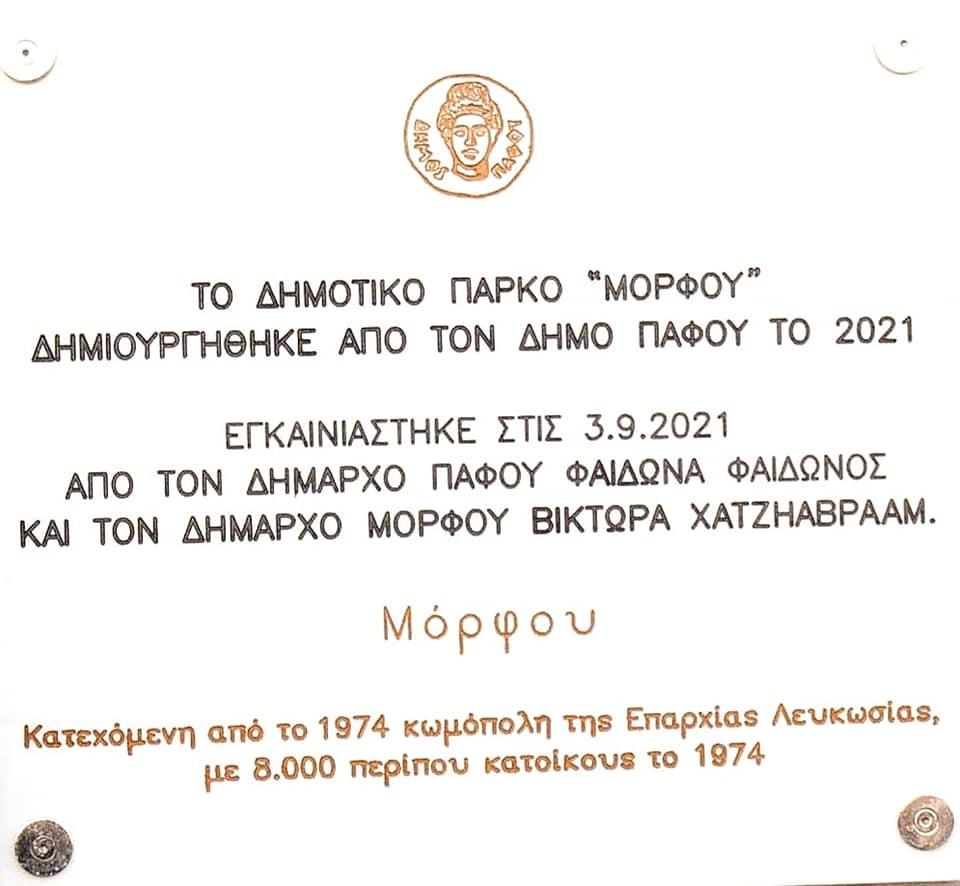 ΔΗΜΟΣ ΠΑΦΟΥ
ΤΟ ΔΗΜΟΤΙΚΟ ΠΑΡΚΟ “ΜΟΡΦΟΥ”
ΔΗΜΙΟΥΡΓΗΘΗΚΕ ΑΠΟ ΤΟΝ ΔΗΜΟ ΠΑΦΟΥ ΤΟ 2021
ΕΓΚΑΙΝΙΑΣΤΗΚΕ ΣΤΙΣ 3.9.2021
ΑΠΟ ΤΟΝ ΔΗΜΑΡΧΟ ΠΑΦΟΥ ΦΑΙΔΩΝΑ ΦΑΙΔΩΝΟΣ
ΚΑΙ ΤΟΝ ΔΗΜΑΡΧΟ ΜΟΡΦΟΥ ΒΙΚΤΩΡΑ ΧΑΤΖΗΑΒΡΑΑΜ.
Μόρφου
Κατεχόμενη από το 1974 κωμόπολη της Επαρχίας Λευκωσίας,
με 8.000 περίπου κατοίκους το 1974